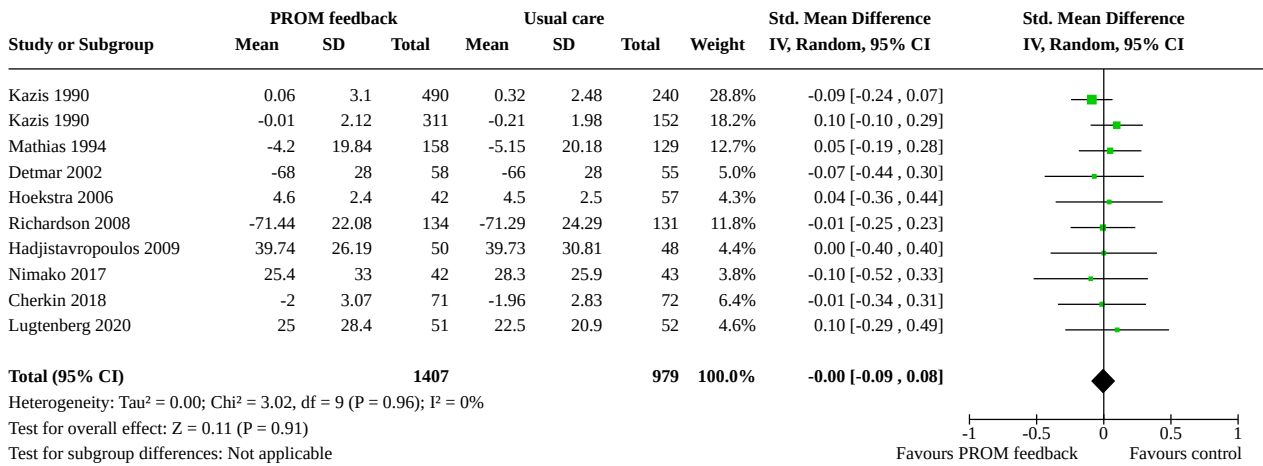 PROM feedback Usual care Std. Mean Difference Std. Mean Difference
Study or Subgroup Mean SD Total Mean SD Total Weight IV, Random, 95% CI IV, Random, 95% CI
Kazis 1990 0.06 3.1 490 0.32 2.48 240 28.8% -0.09 [-0.24 , 0.07]
Kazis 1990 -0.01 2.12 311 -0.21 1.98 152 18.2% 0.10 [-0.10 , 0.29]
Mathias 1994 -4.2 19.84 158 -5.15 20.18 129 12.7% 0.05 [-0.19 , 0.28]
Detmar 2002 -68 28 58 -66 28 55 5.0% -0.07 [-0.44 , 0.30]
Hoekstra 2006 4.6 2.4 42 4.5 2.5 57 4.3% 0.04 [-0.36 , 0.44]
Richardson 2008 -71.44 22.08 134 -71.29 24.29 131 11.8% -0.01 [-0.25 , 0.23]
Hadjistavropoulos 2009 39.74 26.19 50 39.73 30.81 48 4.4% 0.00 [-0.40 , 0.40]
Nimako 2017 25.4 33 42 28.3 25.9 43 3.8% -0.10 [-0.52 , 0.33]
Cherkin 2018 -2 3.07 71 -1.96 2.83 72 6.4% -0.01 [-0.34 , 0.31]
Lugtenberg 2020 25 28.4 51 22.5 20.9 52 4.6% 0.10 [-0.29 , 0.49]
Total (95% CI) 1407 979 100.0% -0.00 [-0.09 , 0.08]
Heterogeneity: Tau² = 0.00; Chi² = 3.02, df = 9 (P = 0.96); I² = 0%
Test for overall effect: Z = 0.11 (P = 0.91)
Test for subgroup differences: Not applicable
-1 -0.5 0 0.5 1
Favours PROM feedback Favours control